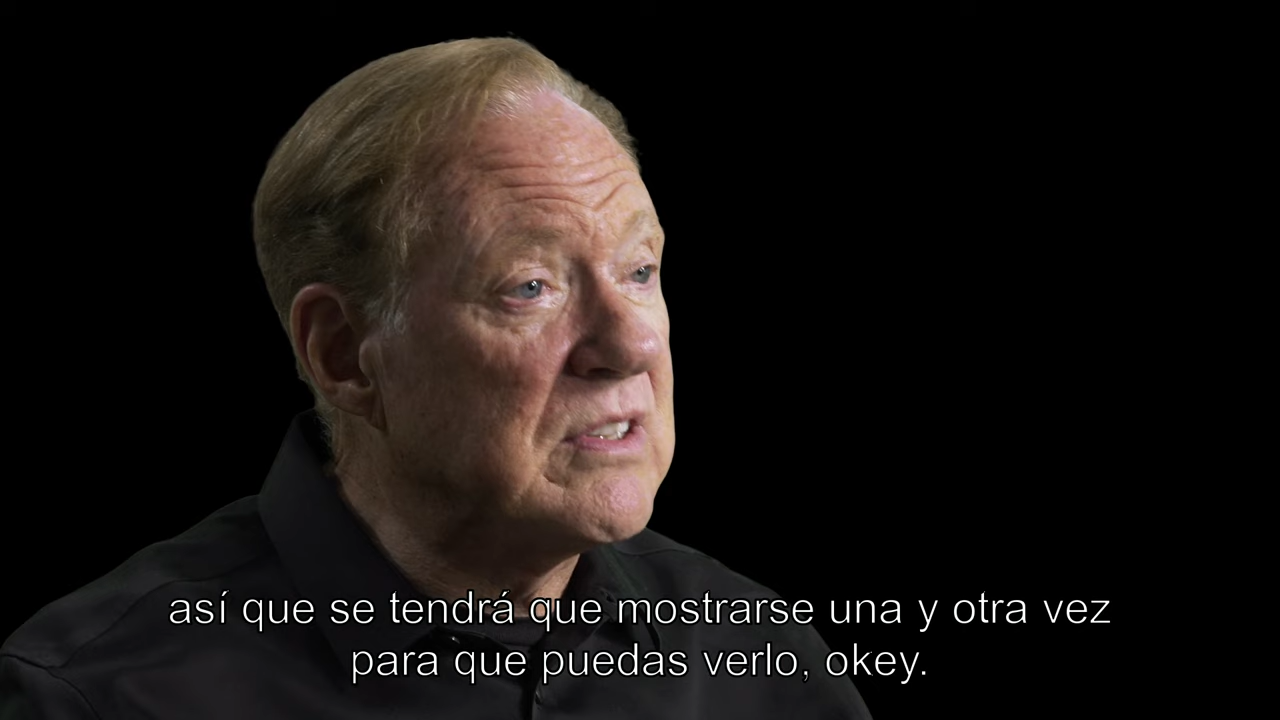 así que se tendrá que mostrarse una y otra vez
para que puedas verlo, okey.